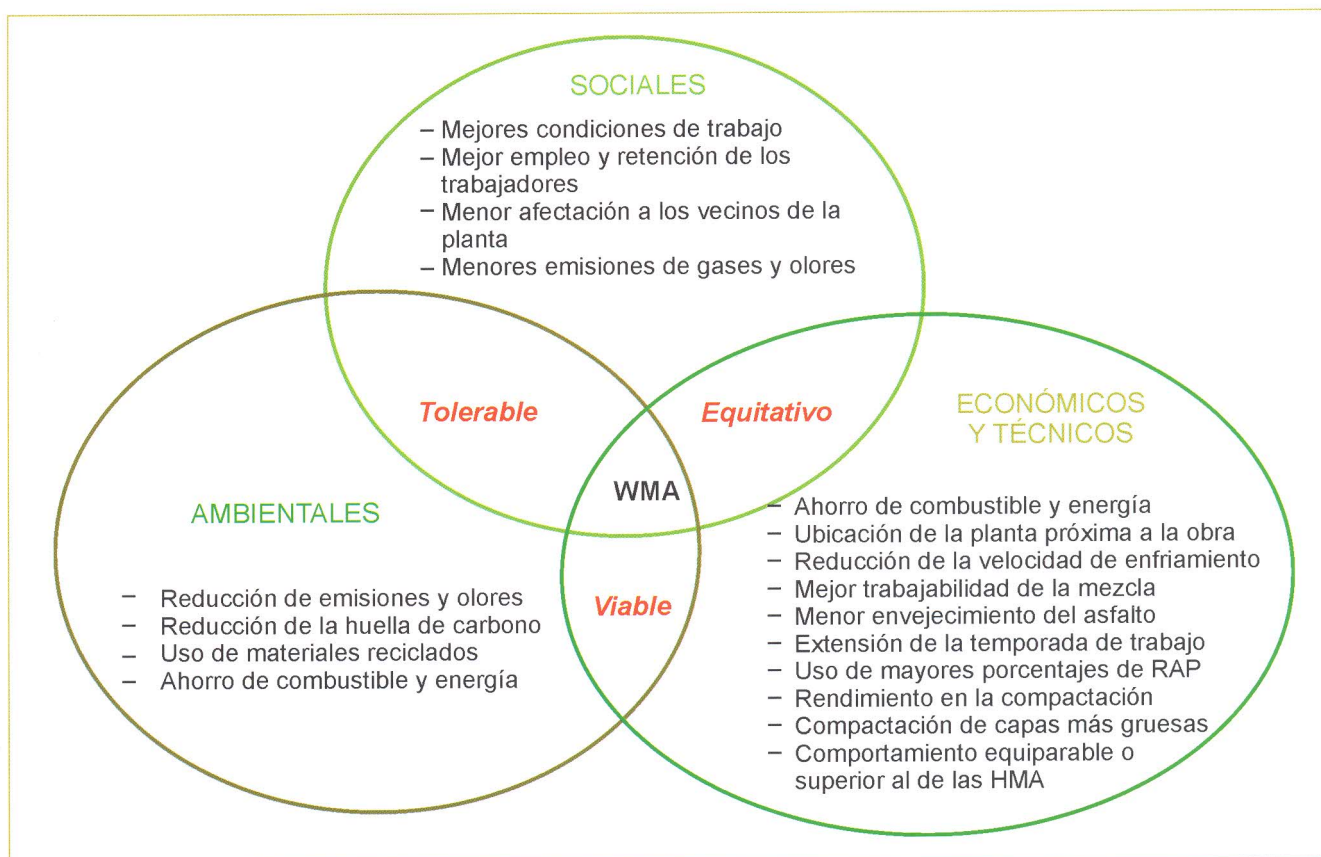 SOCIALES
– Mejores condiciones de trabajo
– Mejor empleo y retención de los
trabajadores
– Menor afectación a los vecinos de la
planta
– Menores emisiones de gases y olores
Tolerable
Equitativo
WMA
Viable
AMBIENTALES
– Reducción de emisiones y olores
– Reducción de la huella de carbono
– Uso de materiales reciclados
– Ahorro de combustible y energía
ECONÓMICOS
Y TÉCNICOS
– Ahorro de combustible y energía
– Ubicación de la planta próxima a la obra
– Reducción de la velocidad de enfriamiento
– Mejor trabajabilidad de la mezcla
– Menor envejecimiento del asfalto
– Extensión de la temporada de trabajo
– Uso de mayores porcentajes de RAP
– Rendimiento en la compactación
– Compactación de capas más gruesas
– Comportamiento equiparable o
superior al de las HMA